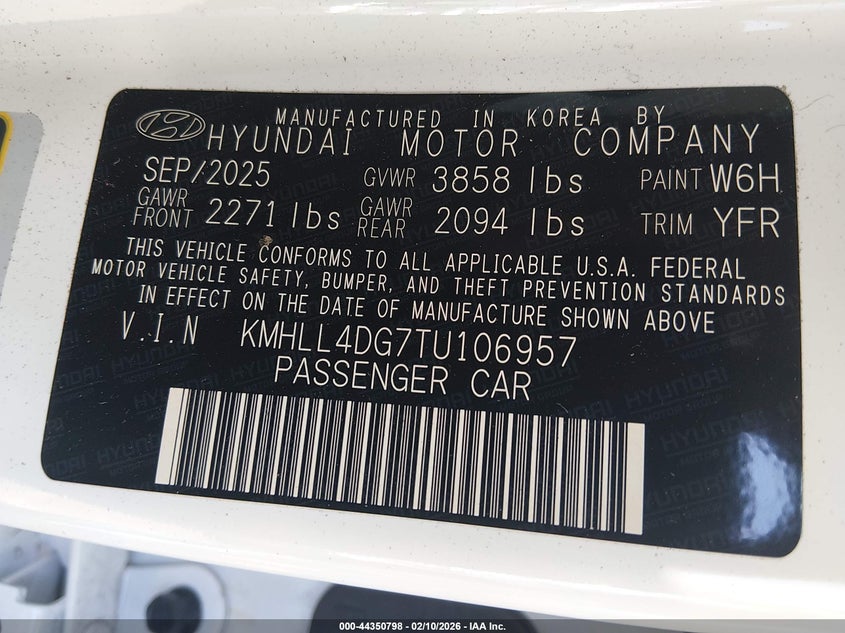 MANUFACTURED IN KOREA BY
HYUNDAI MOTOR COMPANY
SEP/2025 GVWR 3858 lbs PAINT W6H
GAWR FRONT 2271 lbs GAWR REAR 2094 lbs TRIM YFR
THIS VEHICLE CONFORMS TO ALL APPLICABLE U.S.A. FEDERAL
MOTOR VEHICLE SAFETY, BUMPER, AND THEFT PREVENTION STANDARDS
IN EFFECT ON THE DATE OF MANUFACTURE SHOWN ABOVE
V.I.N KMHLL4DG7TU106957
PASSENGER CAR
000-44350798 - 02/10/2026 - IAA Inc.